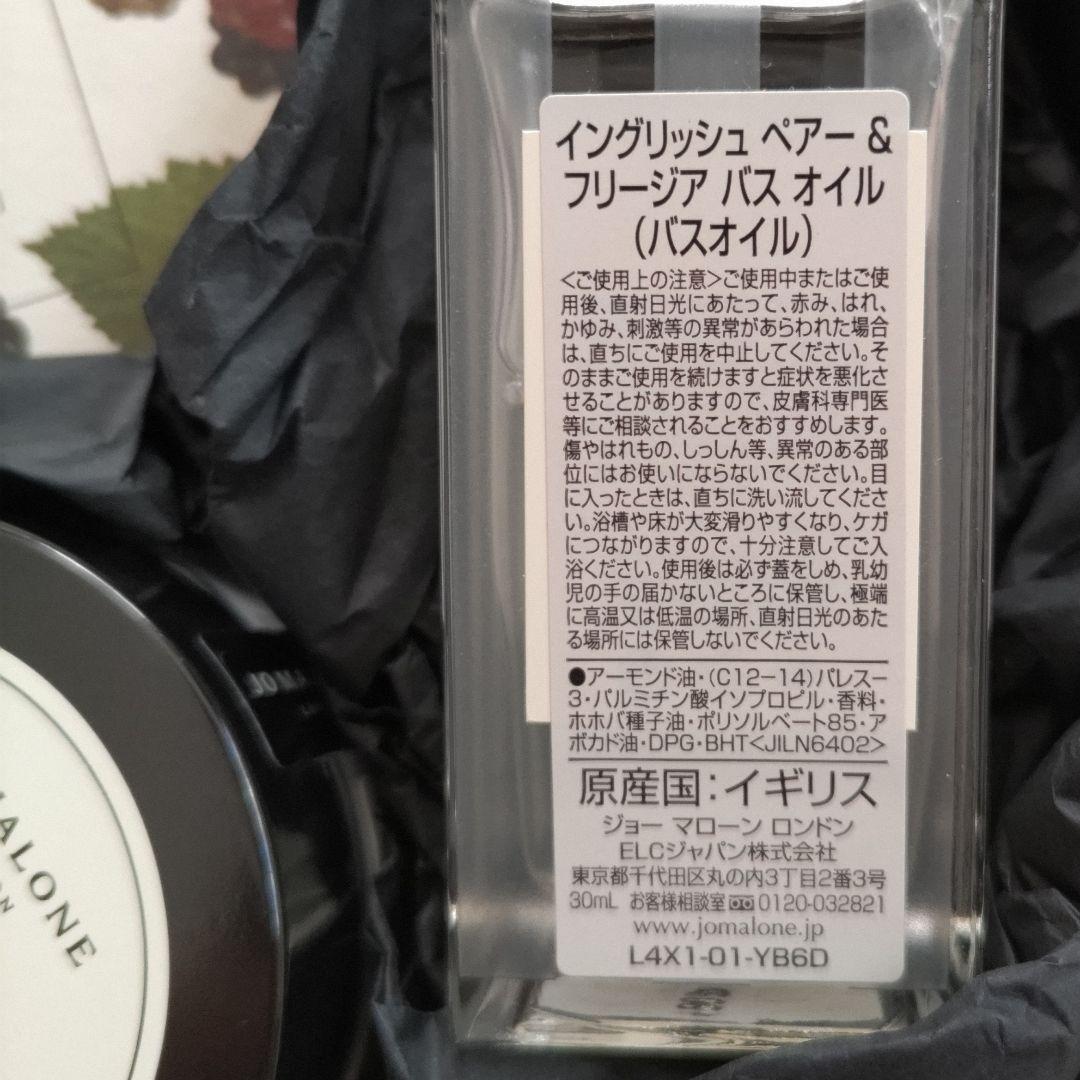 イングリッシュ ペアー &
フリージア バス オイル
(バスオイル)
<ご使用上の注意>ご使用中またはご使
用後、直射日光にあたって、赤み、はれ、
かゆみ、刺激等の異常があらわれた場合
は、直ちにご使用を中止してください。そ
のままご使用を続けますと症状を悪化さ
せることがありますので、皮膚科専門医
等にご相談されることをおすすめします。
傷やはれもの、しっしん等、異常のある部
位にはお使いにならないでください。目
に入ったときは、直ちに洗い流してくださ
い。浴槽や床が大変滑りやすくなり、ケガ
につながりますので、十分注意してご入
浴ください。使用後は必ず蓋をしめ、乳幼
児の手の届かないところに保管し、極端
に高温又は低温の場所、直射日光のあた
る場所には保管しないでください。
●アーモンド油・(C12-14)パレス-
3・パルミチン酸イソプロピル・香料・
ホホバ種子油・ポリソルベート85・ア
ボカド油・DPG・BHT<JILN6402>
原産国:イギリス
ジョー マローン ロンドン
ELCジャパン株式会社
東京都千代田区丸の内3丁目2番3号
30mL お客様相談室 0120-032821
www.jomalone.jp
L4X1-01-YB6D
JO MA
MALONE
N